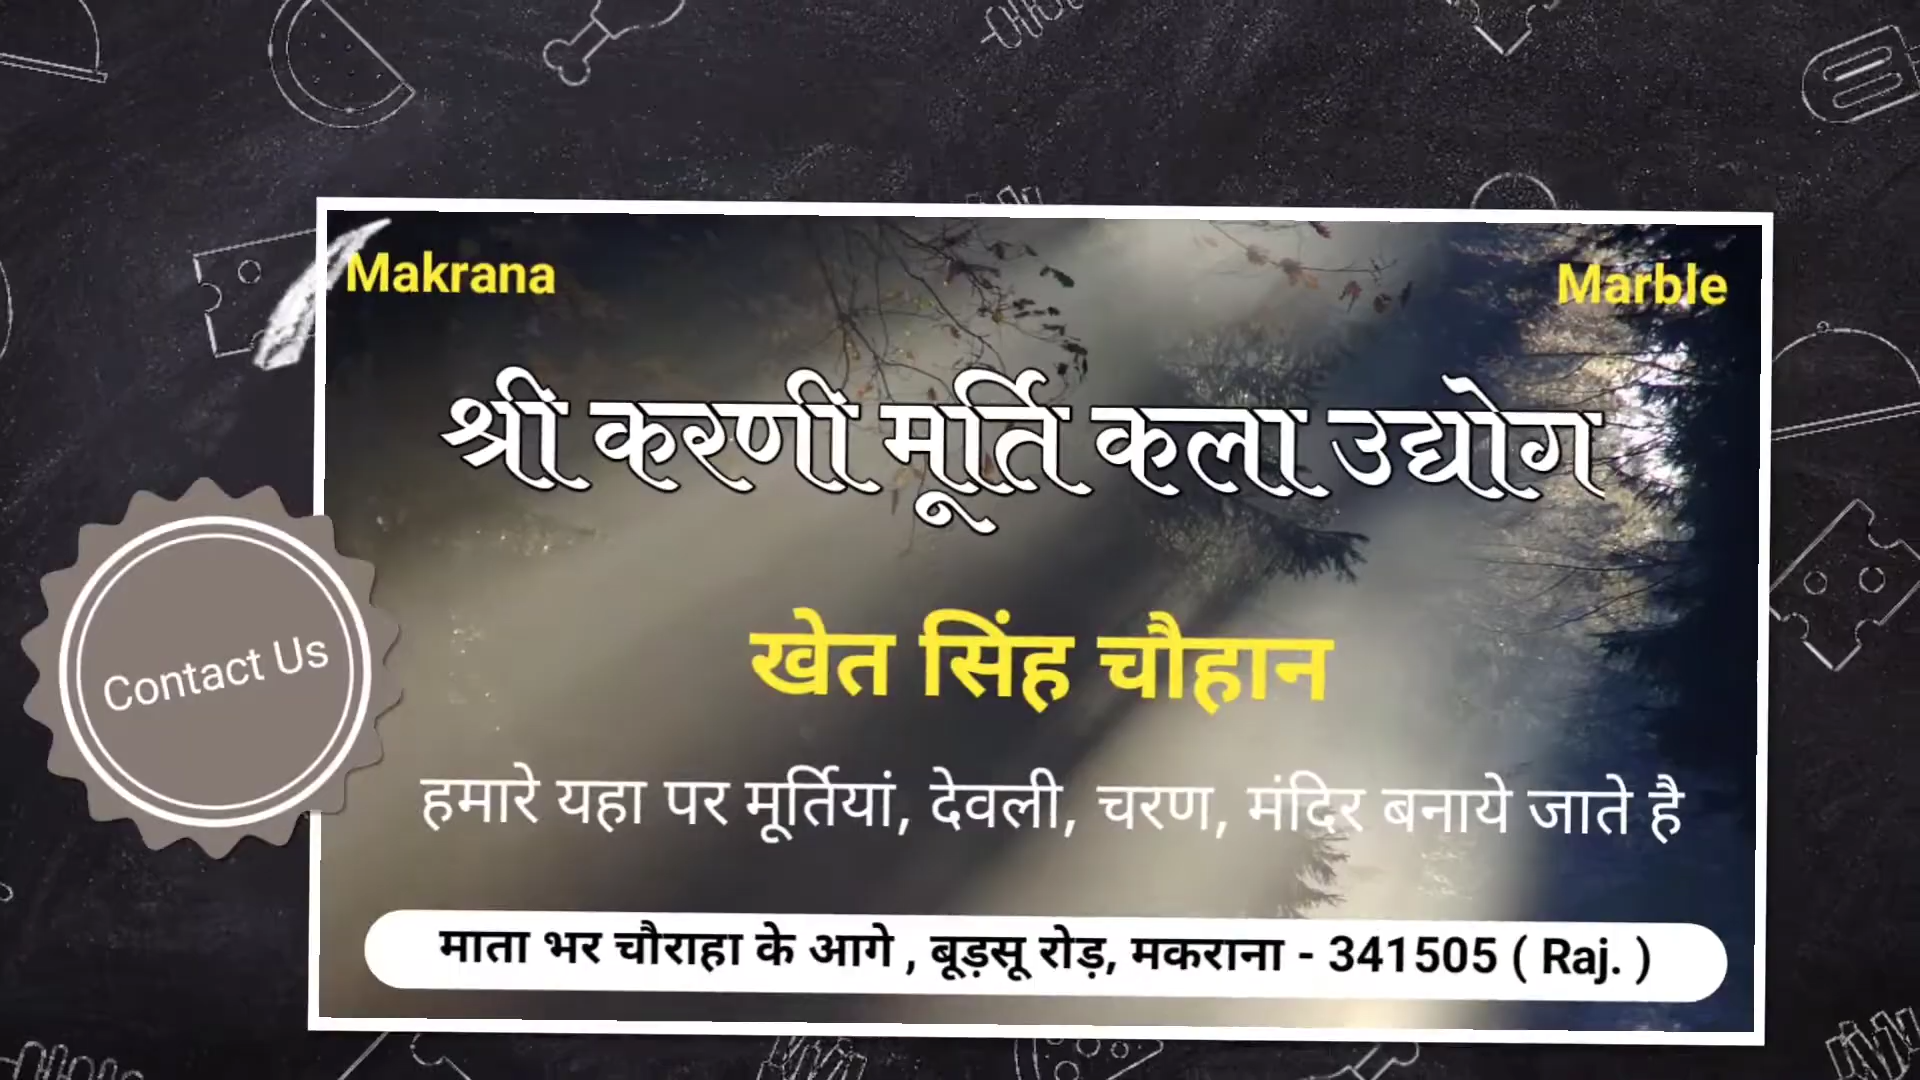 Makrana Marble
श्री करणी मूर्ति कला उद्योग
खेत सिंह चौहान
Contact Us
हमारे यहा पर मूर्तियां, देवली, चरण, मंदिर बनाये जाते है
माता भर चौराहा के आगे , बूड़सू रोड़, मकराना - 341505 ( Raj. )